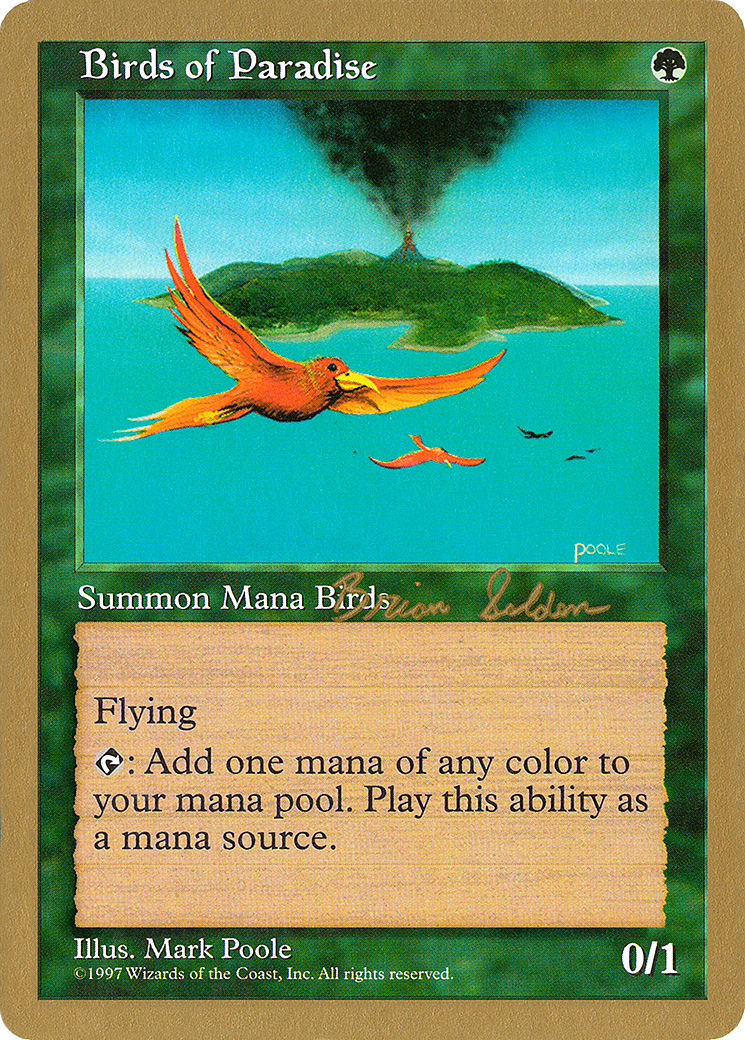 Birds of Paradise
POOLE
Summon Mana Birds
Brian Selden
Flying
: Add one mana of any color to
your mana pool. Play this ability as
a mana source.
Illus. Mark Poole
©1997 Wizards of the Coast, Inc. All rights reserved.
0/1